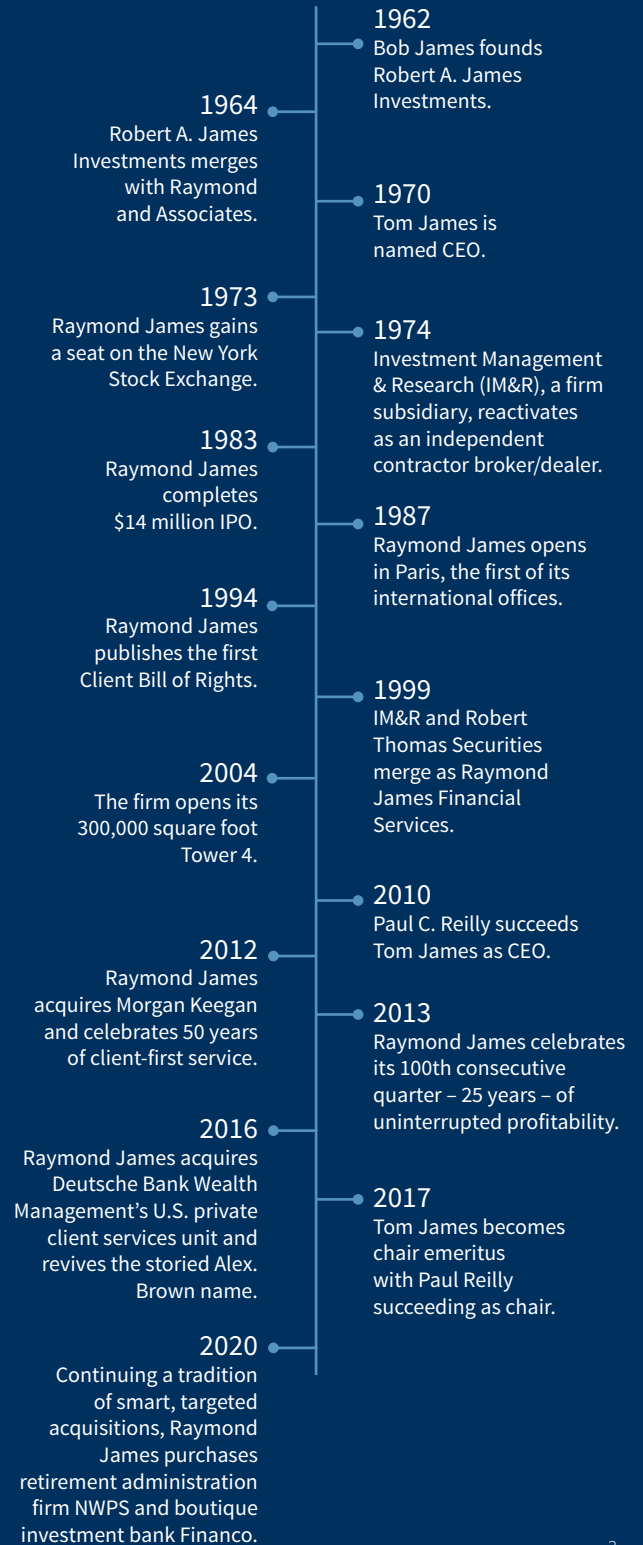 1962
Bob James founds
Robert A. James
Investments.
1964
Robert A. James
Investments merges
with Raymond
and Associates.
1970
Tom James is
named CEO.
1973
Raymond James gains
a seat on the New York
Stock Exchange.
1974
Investment Management
& Research (IM&R), a firm
subsidiary, reactivates
as an independent
contractor broker/dealer.
1983
Raymond James
completes
$14 million IPO.
1987
Raymond James opens
in Paris, the first of its
international offices.
1994
Raymond James
publishes the first
Client Bill of Rights.
1999
IM&R and Robert
Thomas Securities
merge as Raymond
James Financial
Services.
2004
The firm opens its
300,000 square foot
Tower 4.
2010
Paul C. Reilly succeeds
Tom James as CEO.
2012
Raymond James
acquires Morgan Keegan
and celebrates 50 years
of client-first service.
2013
Raymond James celebrates
its 100th consecutive
quarter – 25 years – of
uninterrupted profitability.
2016
Raymond James acquires
Deutsche Bank Wealth
Management’s U.S. private
client services unit and
revives the storied Alex.
Brown name.
2017
Tom James becomes
chair emeritus
with Paul Reilly
succeeding as chair.
2020
Continuing a tradition
of smart, targeted
acquisitions, Raymond
James purchases
retirement administration
firm NWPS and boutique
investment bank Financo.